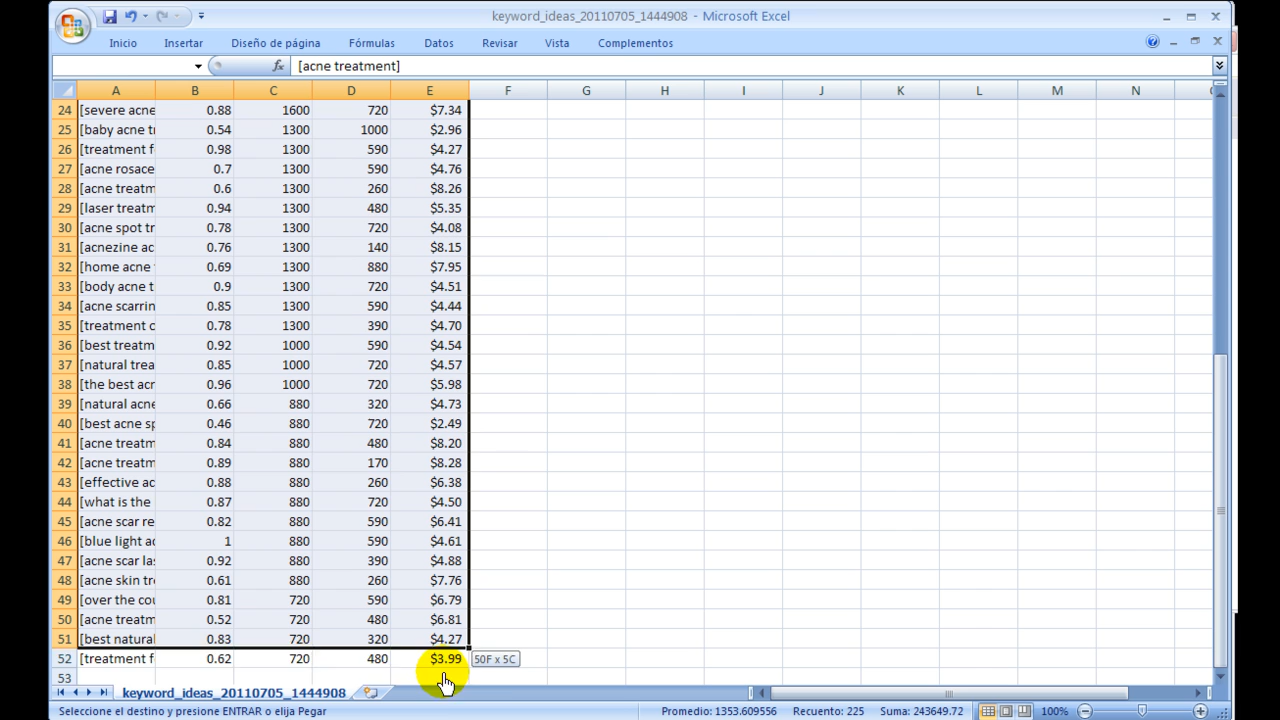 keyword_ideas_20110705_1444908 - Microsoft Excel
Inicio Insertar Diseño de página Fórmulas Datos Revisar Vista Complementos
fx [acne treatment]
A B C D E F G H I J K L M N
24 [severe acne 0.88 1600 720 $7.34
25 [baby acne tr 0.54 1300 1000 $2.96
26 [treatment f 0.98 1300 590 $4.27
27 [acne rosace 0.7 1300 590 $4.76
28 [acne treatm 0.6 1300 260 $8.26
29 [laser treatm 0.94 1300 480 $5.35
30 [acne spot tr 0.78 1300 720 $4.08
31 [acnezine ac 0.76 1300 140 $8.15
32 [home acne 0.69 1300 880 $7.95
33 [body acne t 0.9 1300 720 $4.51
34 [acne scarrin 0.85 1300 590 $4.44
35 [treatment c 0.78 1300 390 $4.70
36 [best treatm 0.92 1000 590 $4.54
37 [natural trea 0.85 1000 720 $4.57
38 [the best acr 0.96 1000 720 $5.98
39 [natural acne 0.66 880 320 $4.73
40 [best acne sp 0.46 880 720 $2.49
41 [acne treatm 0.84 880 480 $8.20
42 [acne treatm 0.89 880 170 $8.28
43 [effective ac 0.88 880 260 $6.38
44 [what is the 0.87 880 720 $4.50
45 [acne scar re 0.82 880 590 $6.41
46 [blue light ac 1 880 590 $4.61
47 [acne scar las 0.92 880 390 $4.88
48 [acne skin tre 0.61 880 260 $7.76
49 [over the cou 0.81 720 590 $6.79
50 [acne treatm 0.52 720 480 $6.81
51 [best natural 0.83 720 320 $4.27
52 [treatment f 0.62 720 480 $3.99 50F x 5C
53
keyword_ideas_20110705_1444908
Seleccione el destino y presione ENTRAR o elija Pegar Promedio: 1353.609556 Recuento: 225 Suma: 243649.72 100%